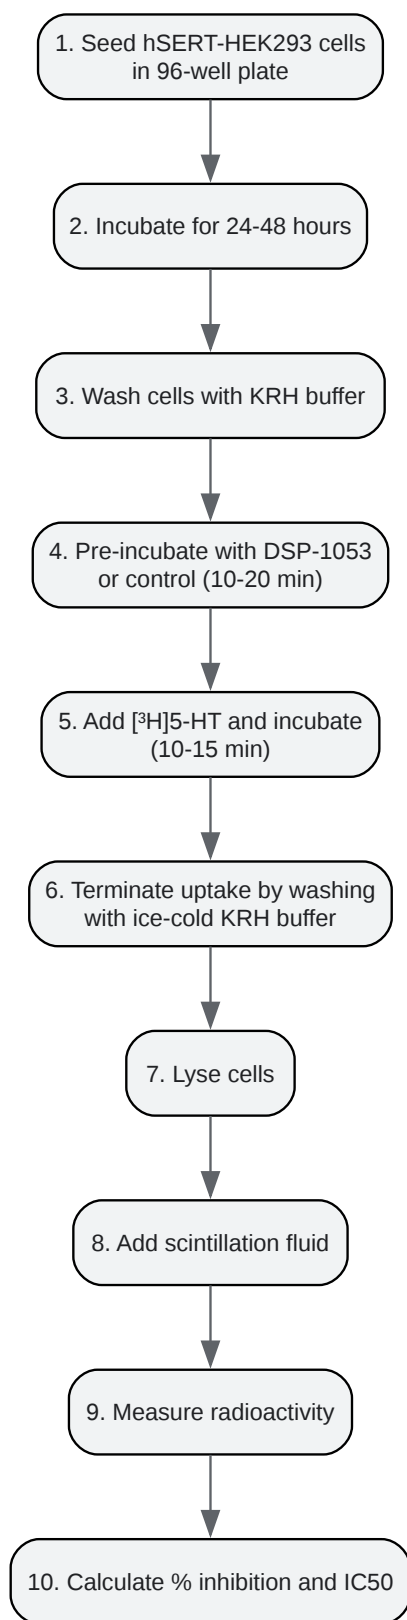 1. Seed hSERT-HEK293 cells
in 96-well plate
2. Incubate for 24-48 hours
3. Wash cells with KRH buffer
4. Pre-incubate with DSP-1053
or control (10-20 min)
5. Add [³H]5-HT and incubate
(10-15 min)
6. Terminate uptake by washing
with ice-cold KRH buffer
7. Lyse cells
8. Add scintillation fluid
9. Measure radioactivity
10. Calculate % inhibition and IC50